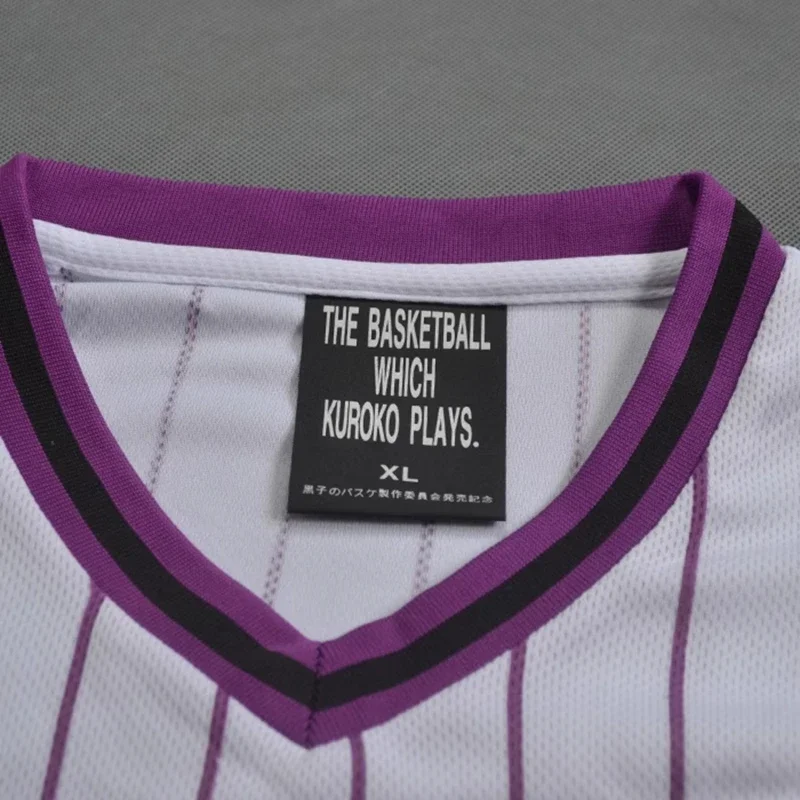 THE BASKETBALL
WHICH
KUROKO PLAYS.
XL
黒子のバスケ製作委員会発売記念